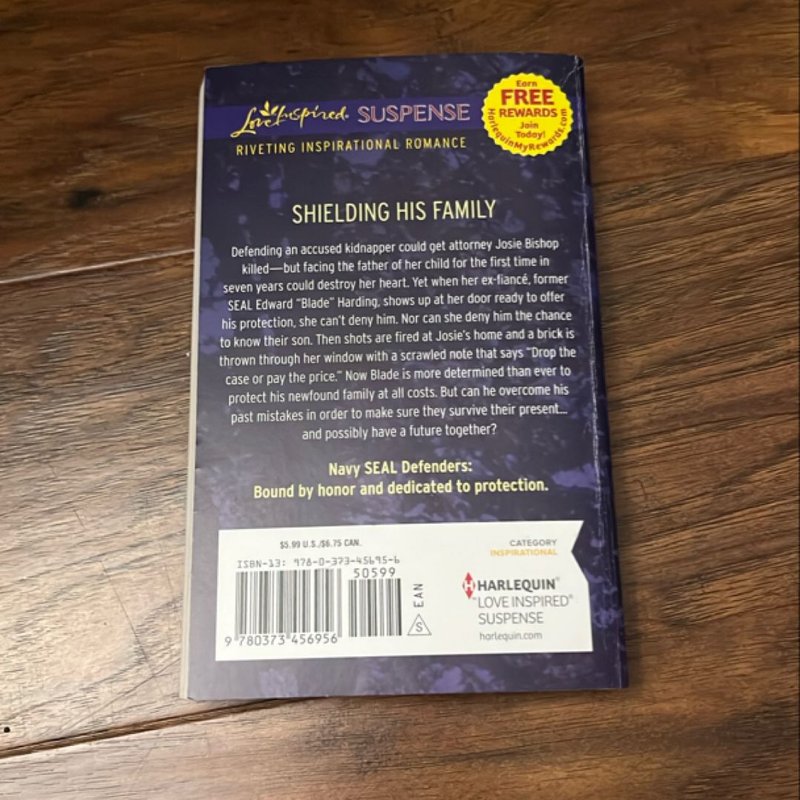 Love Inspired® SUSPENSE
RIVETING INSPIRATIONAL ROMANCE
Earn
FREE
REWARDS
Join
Today!
HarlequinMyRewards.com
SHIELDING HIS FAMILY
Defending an accused kidnapper could get attorney Josie Bishop
killed—but facing the father of her child for the first time in
seven years could destroy her heart. Yet when her ex-fiancé, former
SEAL Edward "Blade" Harding, shows up at her door ready to offer
his protection, she can't deny him. Nor can she deny him the chance
to know their son. Then shots are fired at Josie's home and a brick is
thrown through her window with a scrawled note that says "Drop the
case or pay the price." Now Blade is more determined than ever to
protect his newfound family at all costs. But can he overcome his
past mistakes in order to make sure they survive their present...
and possibly have a future together?
Navy SEAL Defenders:
Bound by honor and dedicated to protection.
$5.99 U.S./$6.75 CAN.
ISBN-13: 978-0-373-45695-6
50599
9 780373 456956
S
EAN
CATEGORY
INSPIRATIONAL
H HARLEQUIN®
™LOVE INSPIRED®
SUSPENSE
harlequin.com